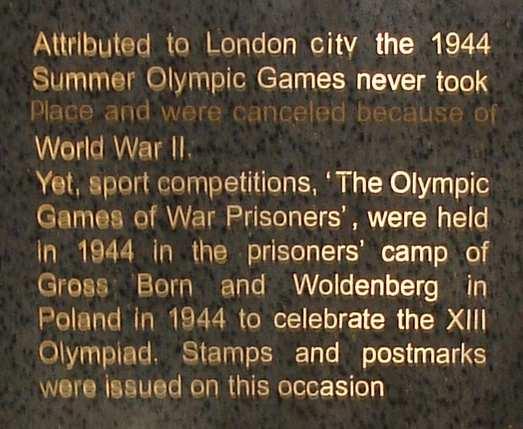 Attributed to London city the 1944
Summer Olympic Games never took
Place and were canceled because of
World War II.
Yet, sport competitions, 'The Olympic
Games of War Prisoners', were held
in 1944 in the prisoners' camp of
Gross Born and Woldenberg in
Poland in 1944 to celebrate the XIII
Olympiad. Stamps and postmarks
were issued on this occasion